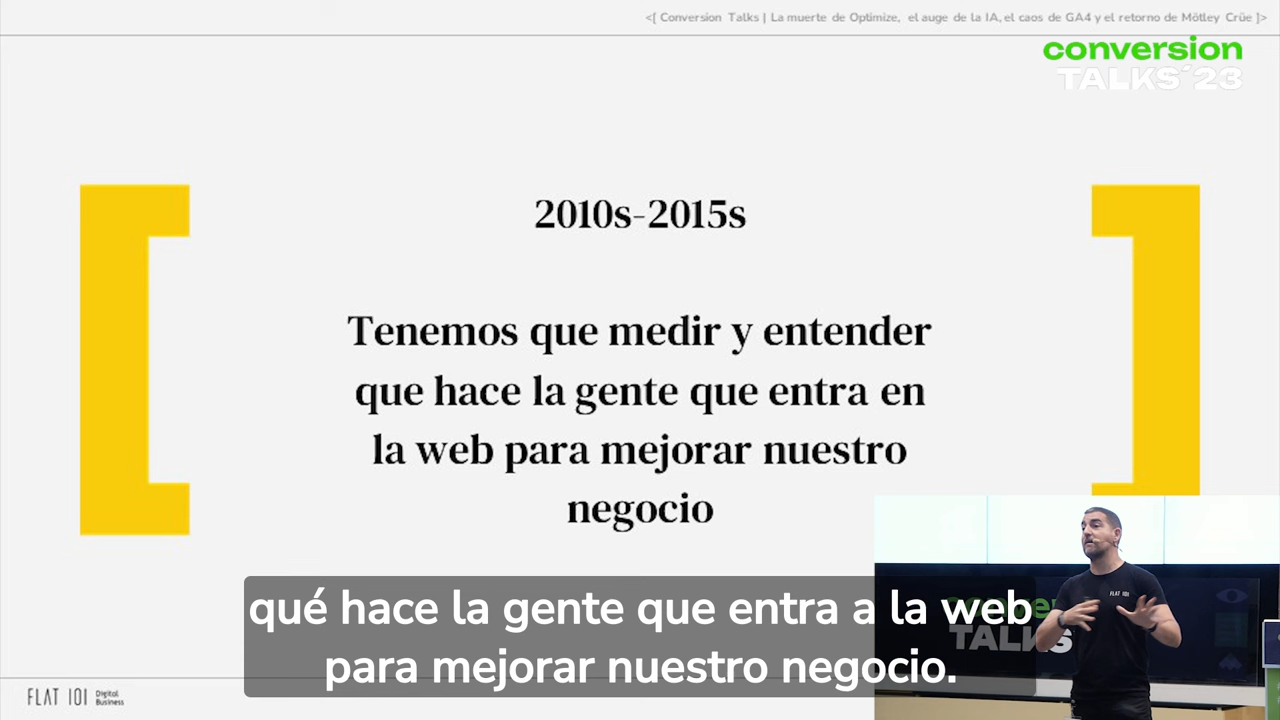 <[ Conversion Talks | La muerte de Optimize, el auge de la IA, el caos de GA4 y el retorno de Mötley Crüe ]>
conversion
TALKS´23
2010s-2015s
Tenemos que medir y entender
que hace la gente que entra en
la web para mejorar nuestro
negocio
qué hace la gente que entra a la web
para mejorar nuestro negocio.
FLAT 101
Digital
Business
FLAT 101
TALKS